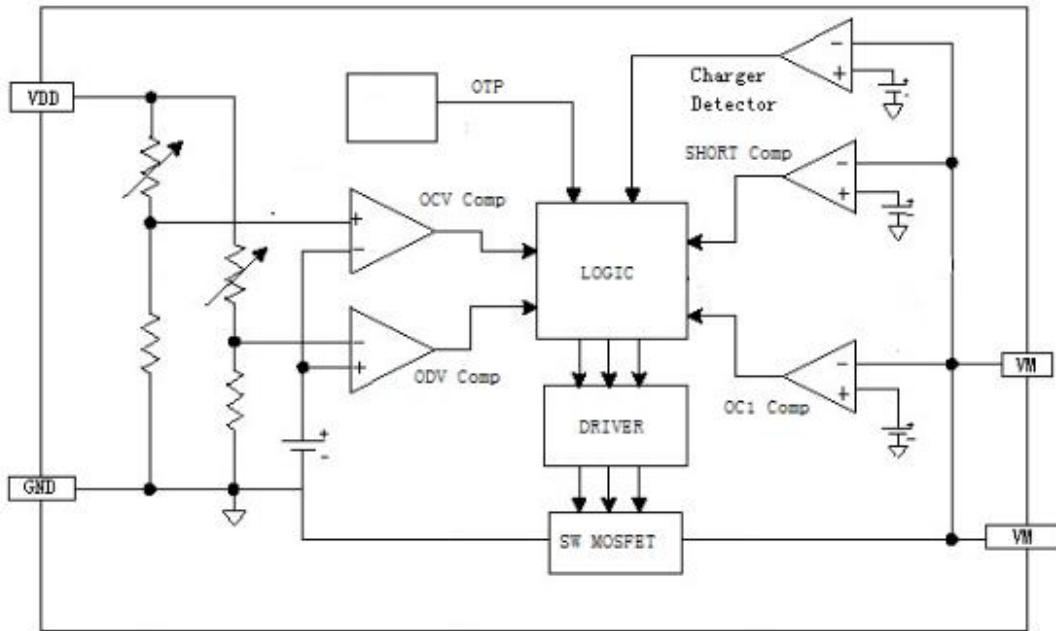 VDD
OTP
Charger
Detector
SHORT Comp
OCV Comp
LOGIC
ODV Comp
OC1 Comp
VM
DRIVER
GND
SW MOSFET
VM